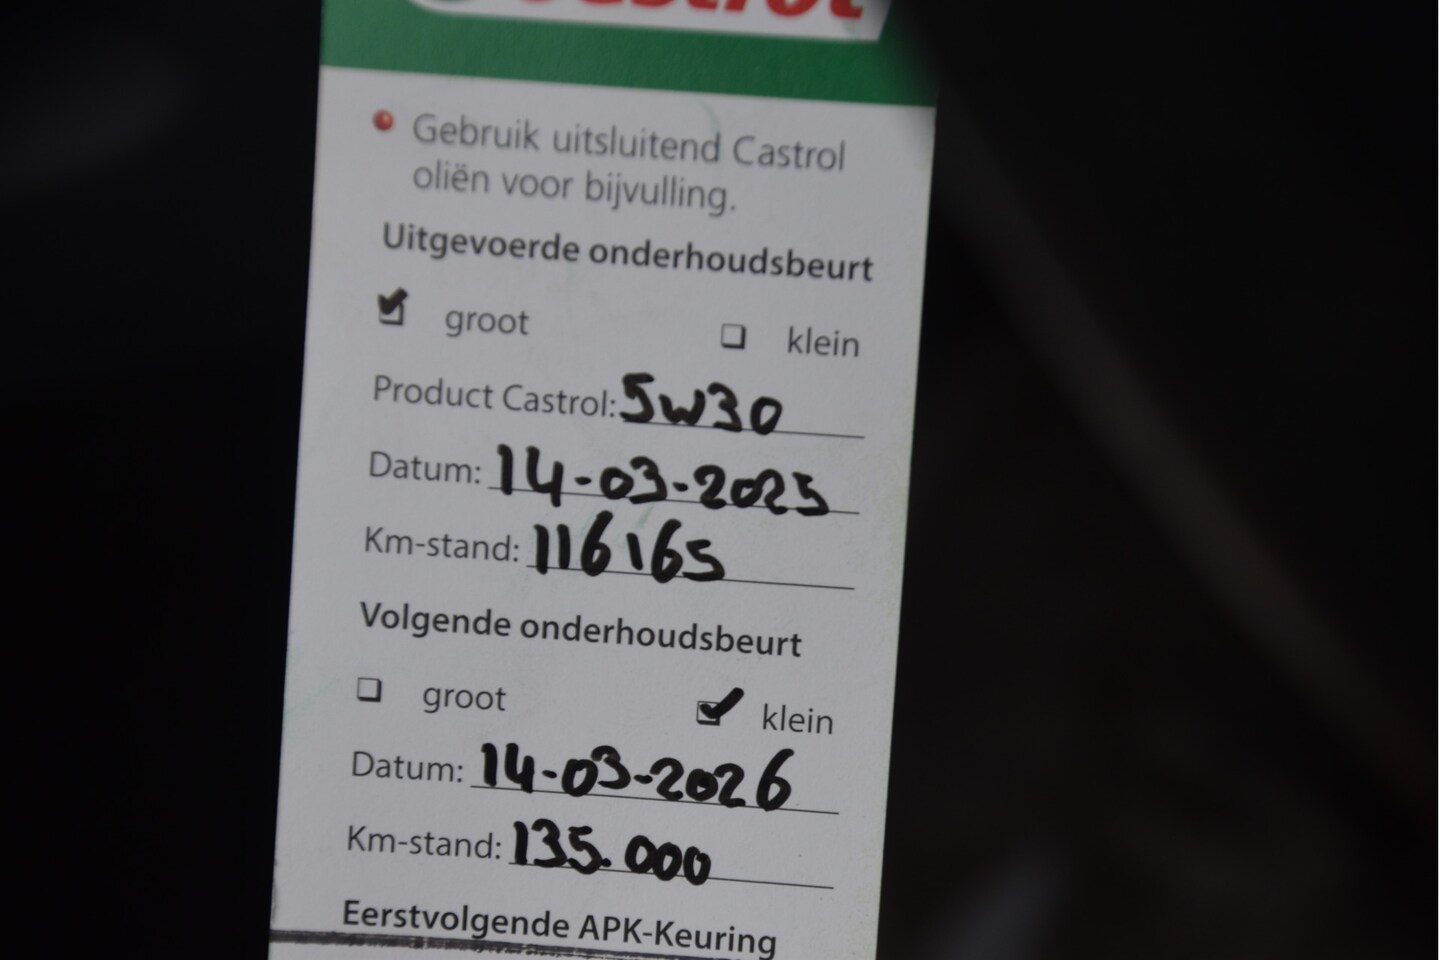 Castrol
Gebruik uitsluitend Castrol
oliën voor bijvulling.
Uitgevoerde onderhoudsbeurt
groot klein
Product Castrol: 5W30
Datum: 14-03-2025
Km-stand: 116165
Volgende onderhoudsbeurt
groot klein
Datum: 14-03-2026
Km-stand: 135.000
Eerstvolgende APK-Keuring